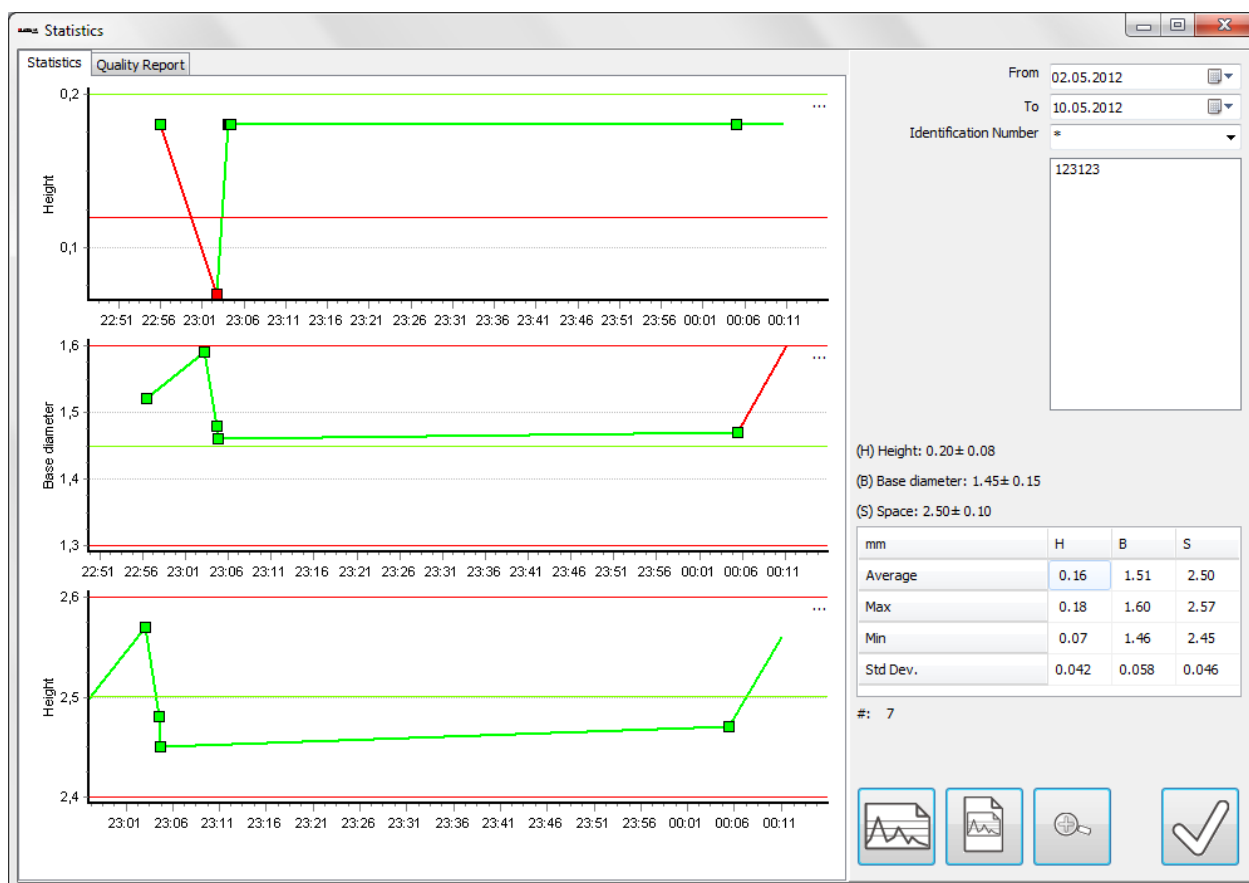 Statistics
Statistics Quality Report
0,2
...
Height
0,1
22:51 22:56 23:01 23:06 23:11 23:16 23:21 23:26 23:31 23:36 23:41 23:46 23:51 23:56 00:01 00:06 00:11
1,6
...
1,5
Base diameter
1,4
1,3
22:51 22:56 23:01 23:06 23:11 23:16 23:21 23:26 23:31 23:36 23:41 23:46 23:51 23:56 00:01 00:06 00:11
2,6
...
Height
2,5
2,4
23:01 23:06 23:11 23:16 23:21 23:26 23:31 23:36 23:41 23:46 23:51 23:56 00:01 00:06 00:11
From 02.05.2012
To 10.05.2012
Identification Number *
123123
(H) Height: 0.20± 0.08
(B) Base diameter: 1.45± 0.15
(S) Space: 2.50± 0.10
mm H B S
Average 0.16 1.51 2.50
Max 0.18 1.60 2.57
Min 0.07 1.46 2.45
Std Dev. 0.042 0.058 0.046
#: 7